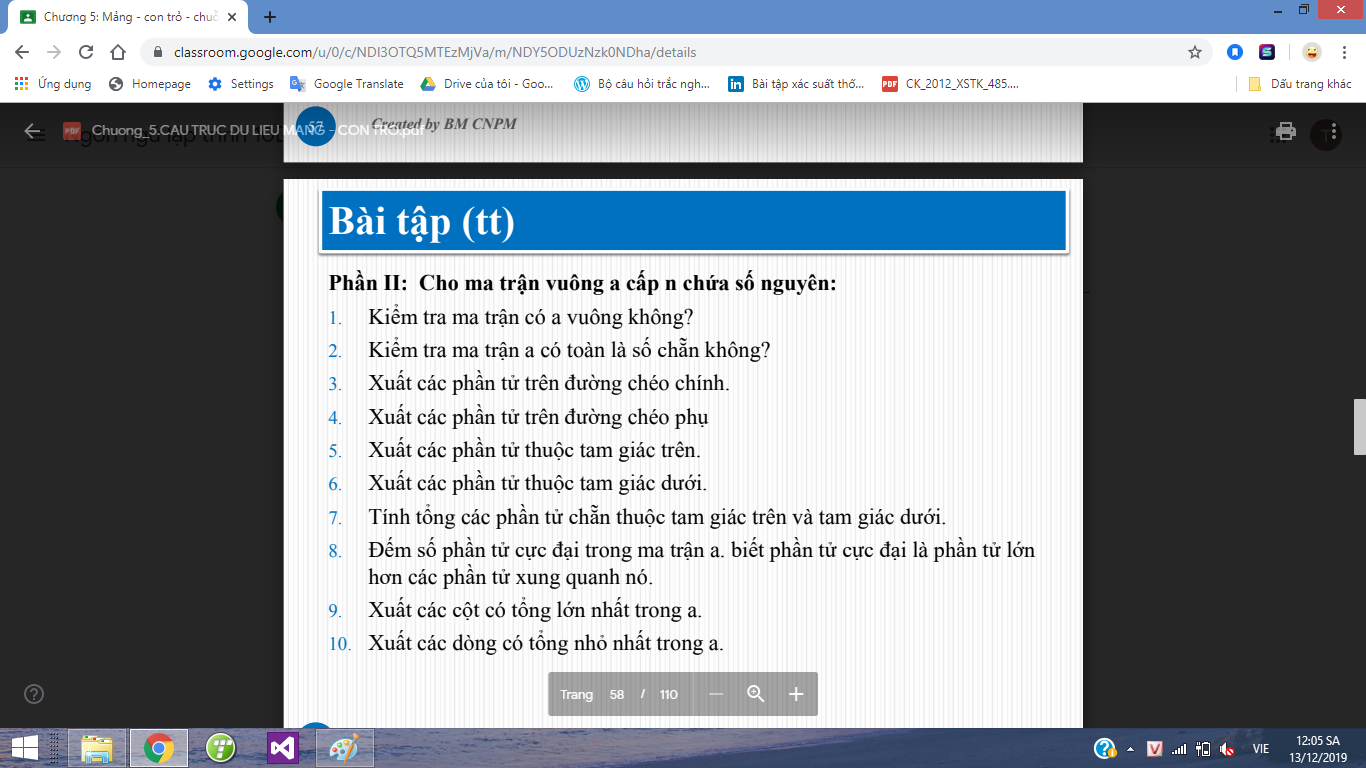 Chương 5: Mảng - con trỏ - chuỗ
classroom.google.com/u/0/c/NDI3OTQ5MTEzMjVa/m/NDY5ODUzNzk0NDha/details
Ứng dụng Homepage Settings Google Translate Drive của tôi - Goo... Bộ câu hỏi trắc ngh... Bài tập xác suất thố... CK_2012_XSTK_485.... Dấu trang khác
57 Created by BM CNPM
Chuong_5.CAU TRUC DU LIEU MANG - CON TRO.pdf
T
Bài tập (tt)
Phần II: Cho ma trận vuông a cấp n chứa số nguyên:
1. Kiểm tra ma trận có a vuông không?
2. Kiểm tra ma trận a có toàn là số chẵn không?
3. Xuất các phần tử trên đường chéo chính.
4. Xuất các phần tử trên đường chéo phụ
5. Xuất các phần tử thuộc tam giác trên.
6. Xuất các phần tử thuộc tam giác dưới.
7. Tính tổng các phần tử chẵn thuộc tam giác trên và tam giác dưới.
8. Đếm số phần tử cực đại trong ma trận a. biết phần tử cực đại là phần tử lớn
hơn các phần tử xung quanh nó.
9. Xuất các cột có tổng lớn nhất trong a.
10. Xuất các dòng có tổng nhỏ nhất trong a.
Trang 58 / 110
VIE
12:05 SA
13/12/2019